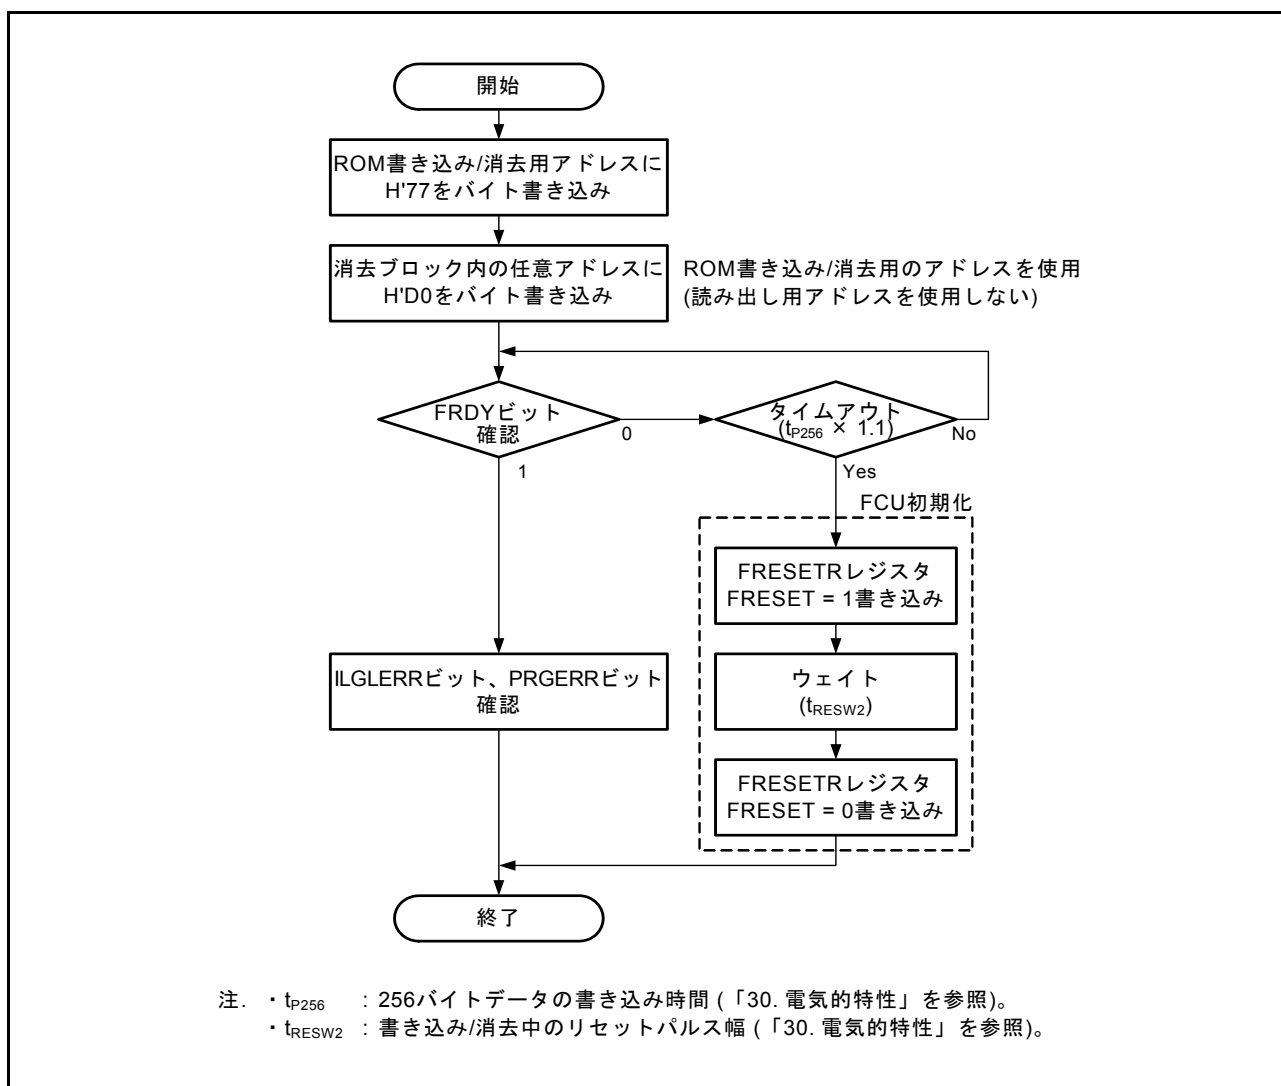 開始
ROM書き込み/消去用アドレスに
H'77をバイト書き込み
消去ブロック内の任意アドレスに
H'D0をバイト書き込み
ROM書き込み/消去用のアドレスを使用
(読み出し用アドレスを使用しない)
FRDYビット
確認
0
1
タイムアウト
(tP256 × 1.1)
No
Yes
FCU初期化
FRESETRレジスタ
FRESET = 1書き込み
ILGLERRビット、PRGERRビット
確認
ウェイト
(tRESW2)
FRESETRレジスタ
FRESET = 0書き込み
終了
注. ・tP256 : 256バイトデータの書き込み時間 (「30. 電気的特性」を参照)。
・tRESW2 : 書き込み/消去中のリセットパルス幅 (「30. 電気的特性」を参照)。